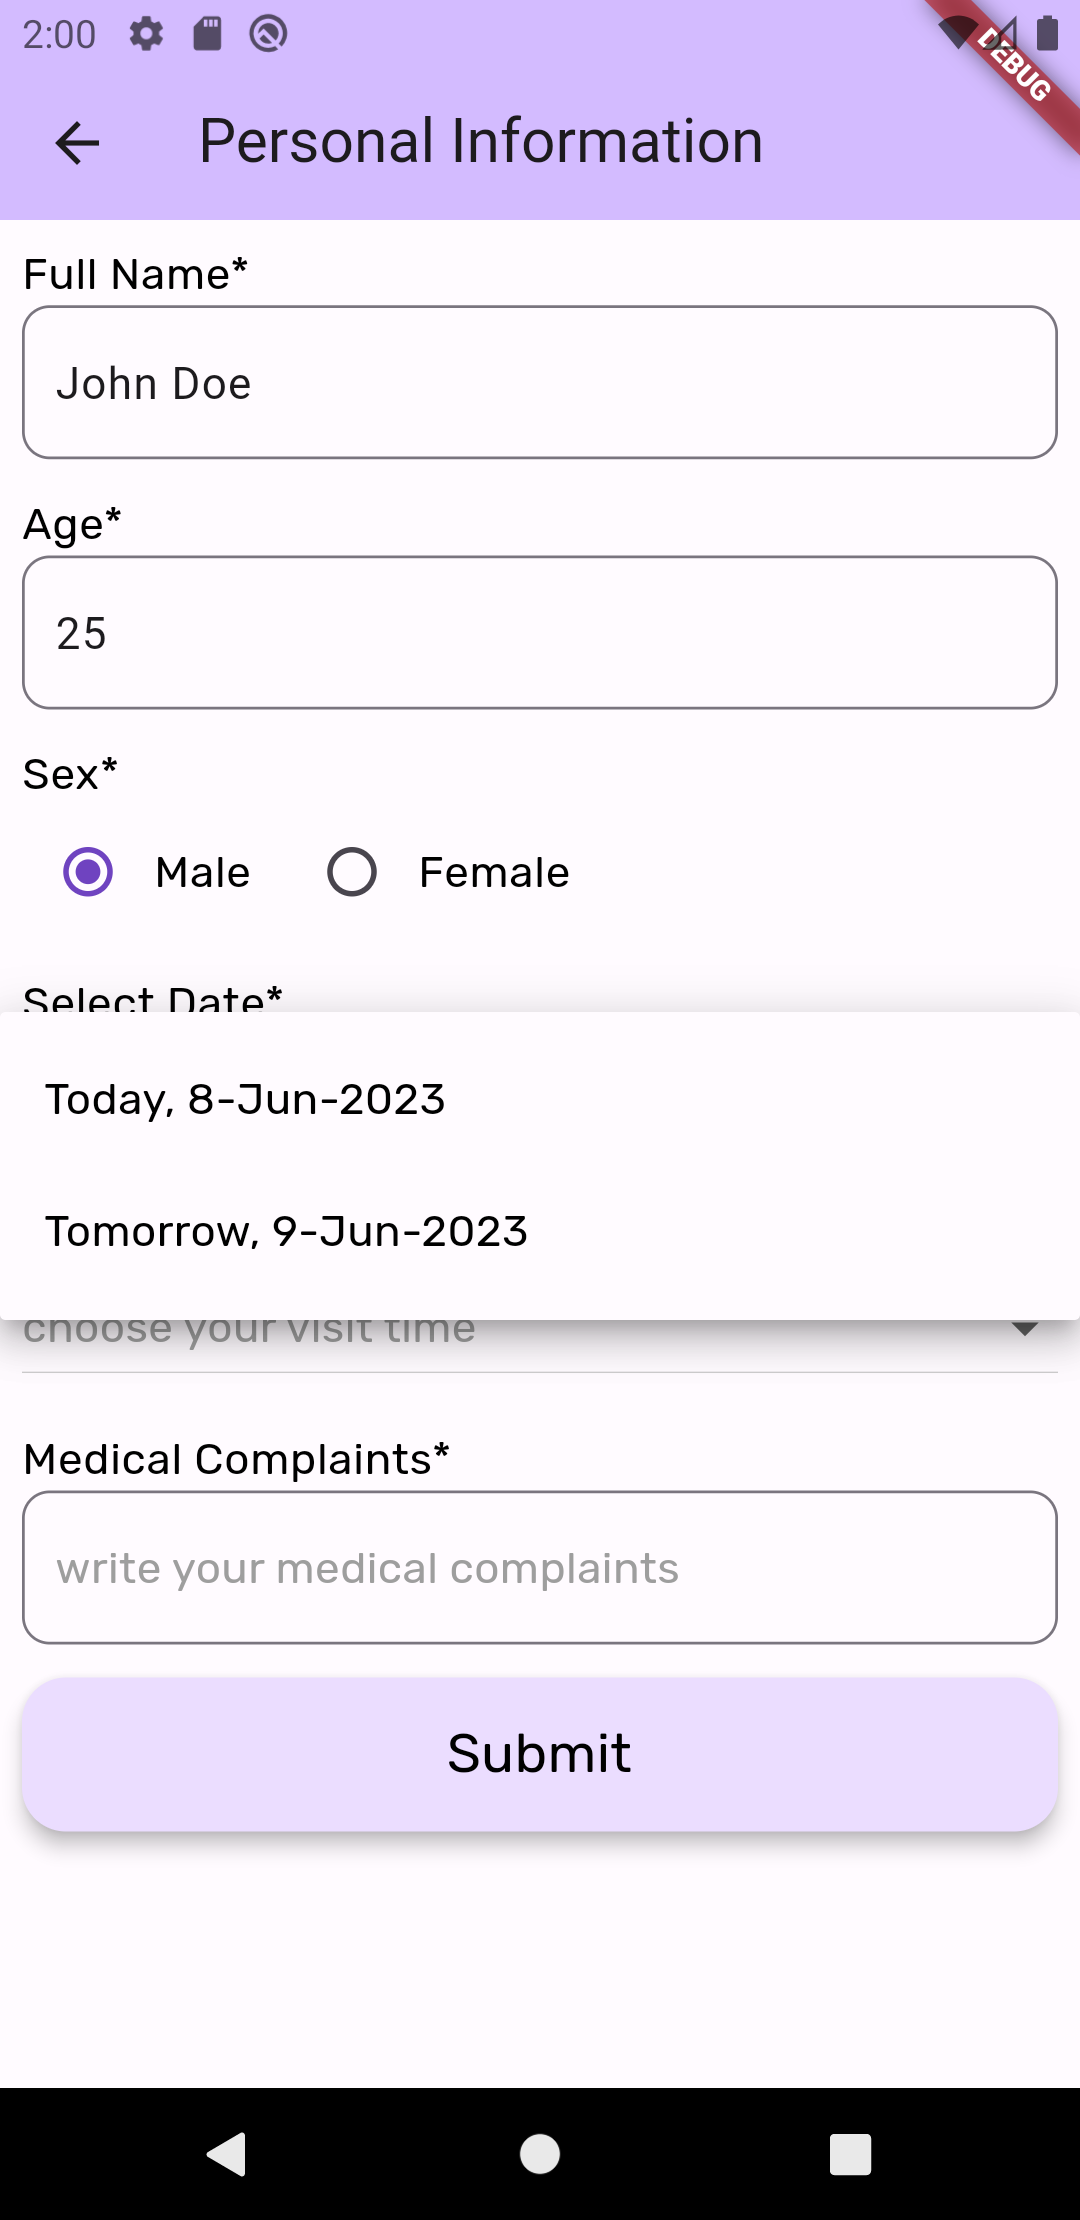 2:00
DEBUG
Personal Information
Full Name*
John Doe
Age*
25
Sex*
Male Female
Select Date*
Today, 8-Jun-2023
Tomorrow, 9-Jun-2023
choose your visit time
Medical Complaints*
write your medical complaints
Submit